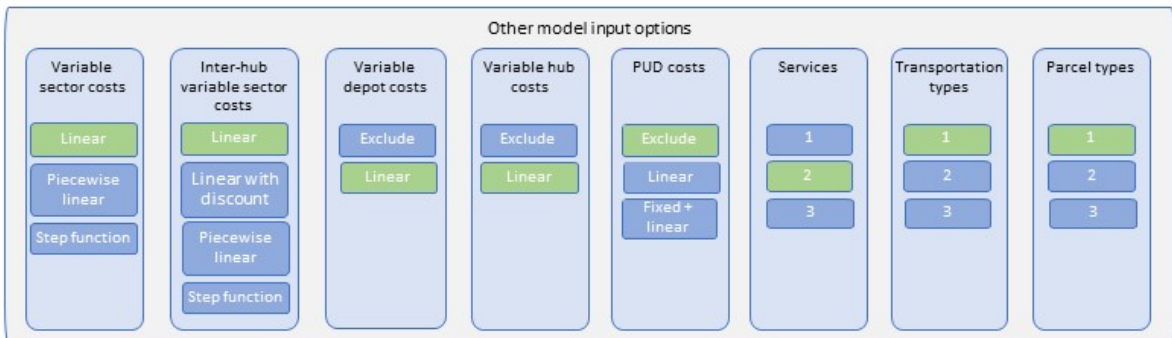 Other model input options
Variable
sector costs
Linear
Piecewise
linear
Step function
Inter-hub
variable sector
costs
Linear
Linear with
discount
Piecewise
linear
Step function
Variable
depot costs
Exclude
Linear
Variable hub
costs
Exclude
Linear
PUD costs
Exclude
Linear
Fixed +
linear
Services
1
2
3
Transportation
types
1
2
3
Parcel types
1
2
3